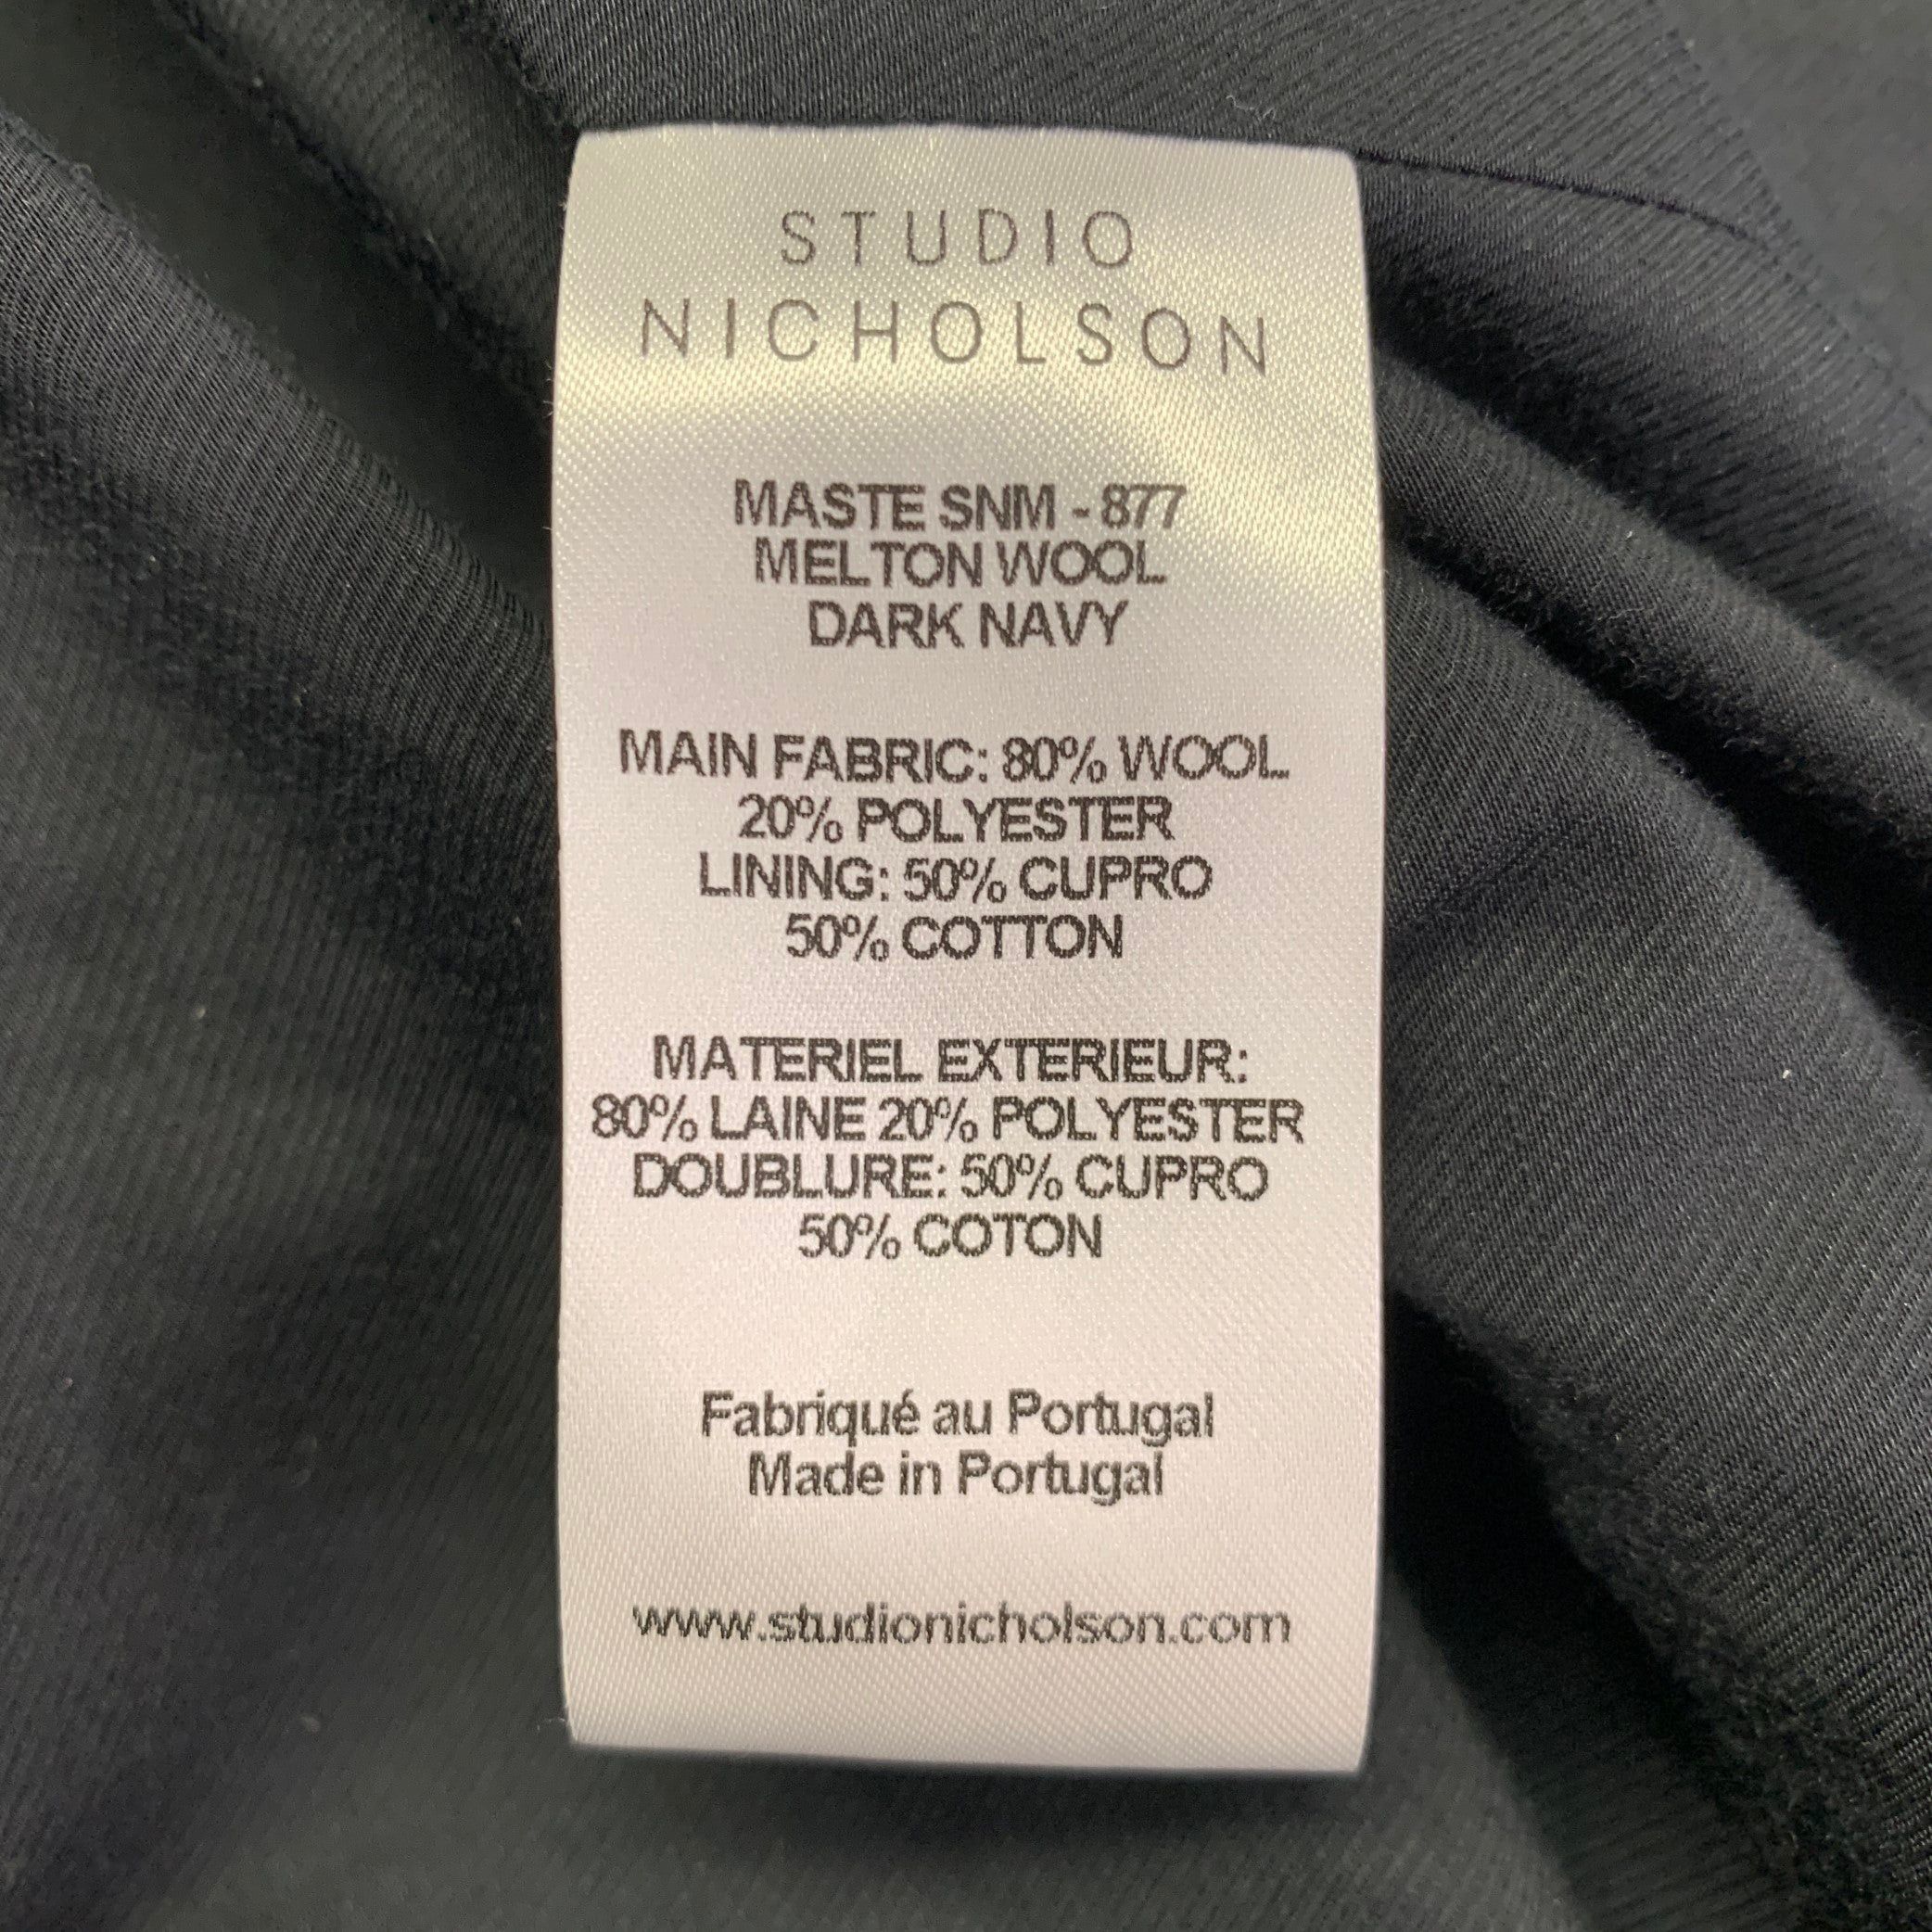 STUDIO
NICHOLSON
MASTE SNM - 877
MELTON WOOL
DARK NAVY
MAIN FABRIC: 80% WOOL
20% POLYESTER
LINING: 50% CUPRO
50% COTTON
MATERIEL EXTERIEUR:
80% LAINE 20% POLYESTER
DOUBLURE: 50% CUPRO
50% COTON
Fabriqué au Portugal
Made in Portugal
www.studionicholson.com